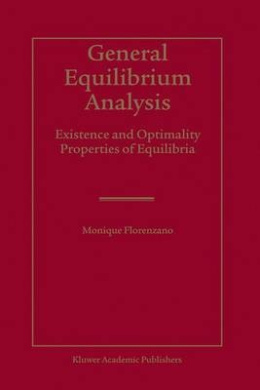 General
Equilibrium
Analysis
Existence and Optimality
Properties of Equilibria
Monique Florenzano
Kluwer Academic Publishers